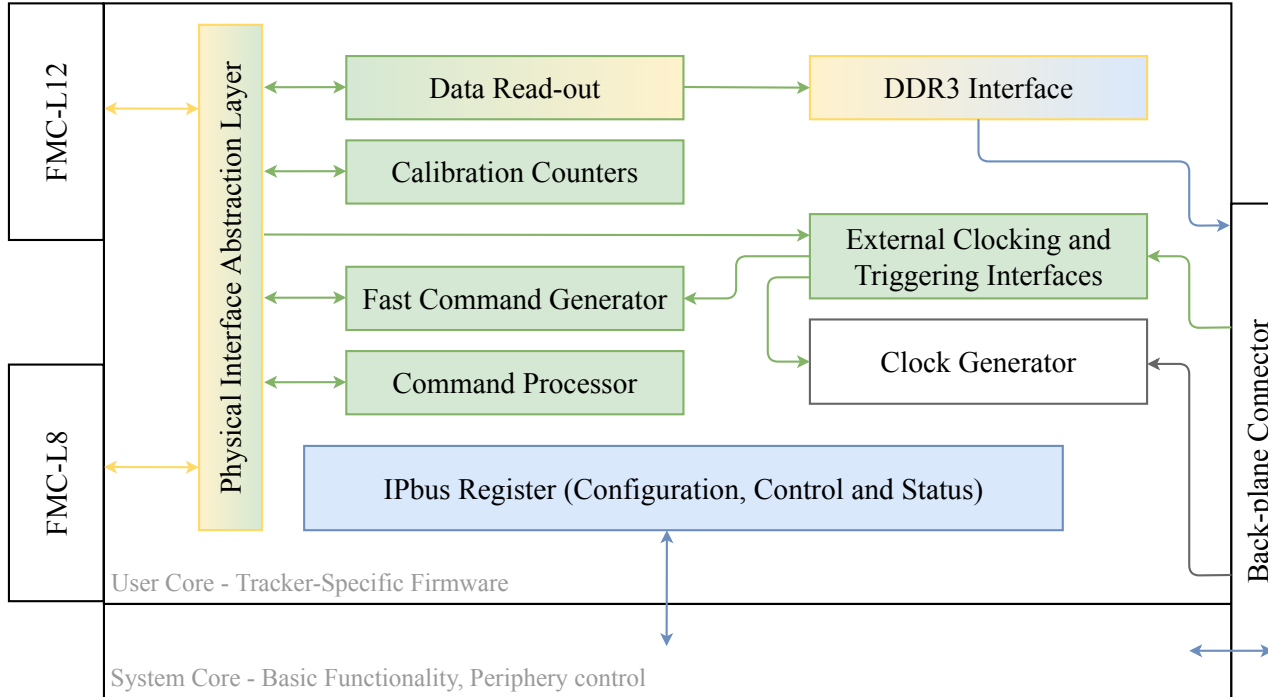 FMC-L12
FMC-L8
Physical Interface Abstraction Layer
Data Read-out
DDR3 Interface
Calibration Counters
External Clocking and
Triggering Interfaces
Fast Command Generator
Clock Generator
Command Processor
IPbus Register (Configuration, Control and Status)
Back-plane Connector
User Core - Tracker-Specific Firmware
System Core - Basic Functionality, Periphery control